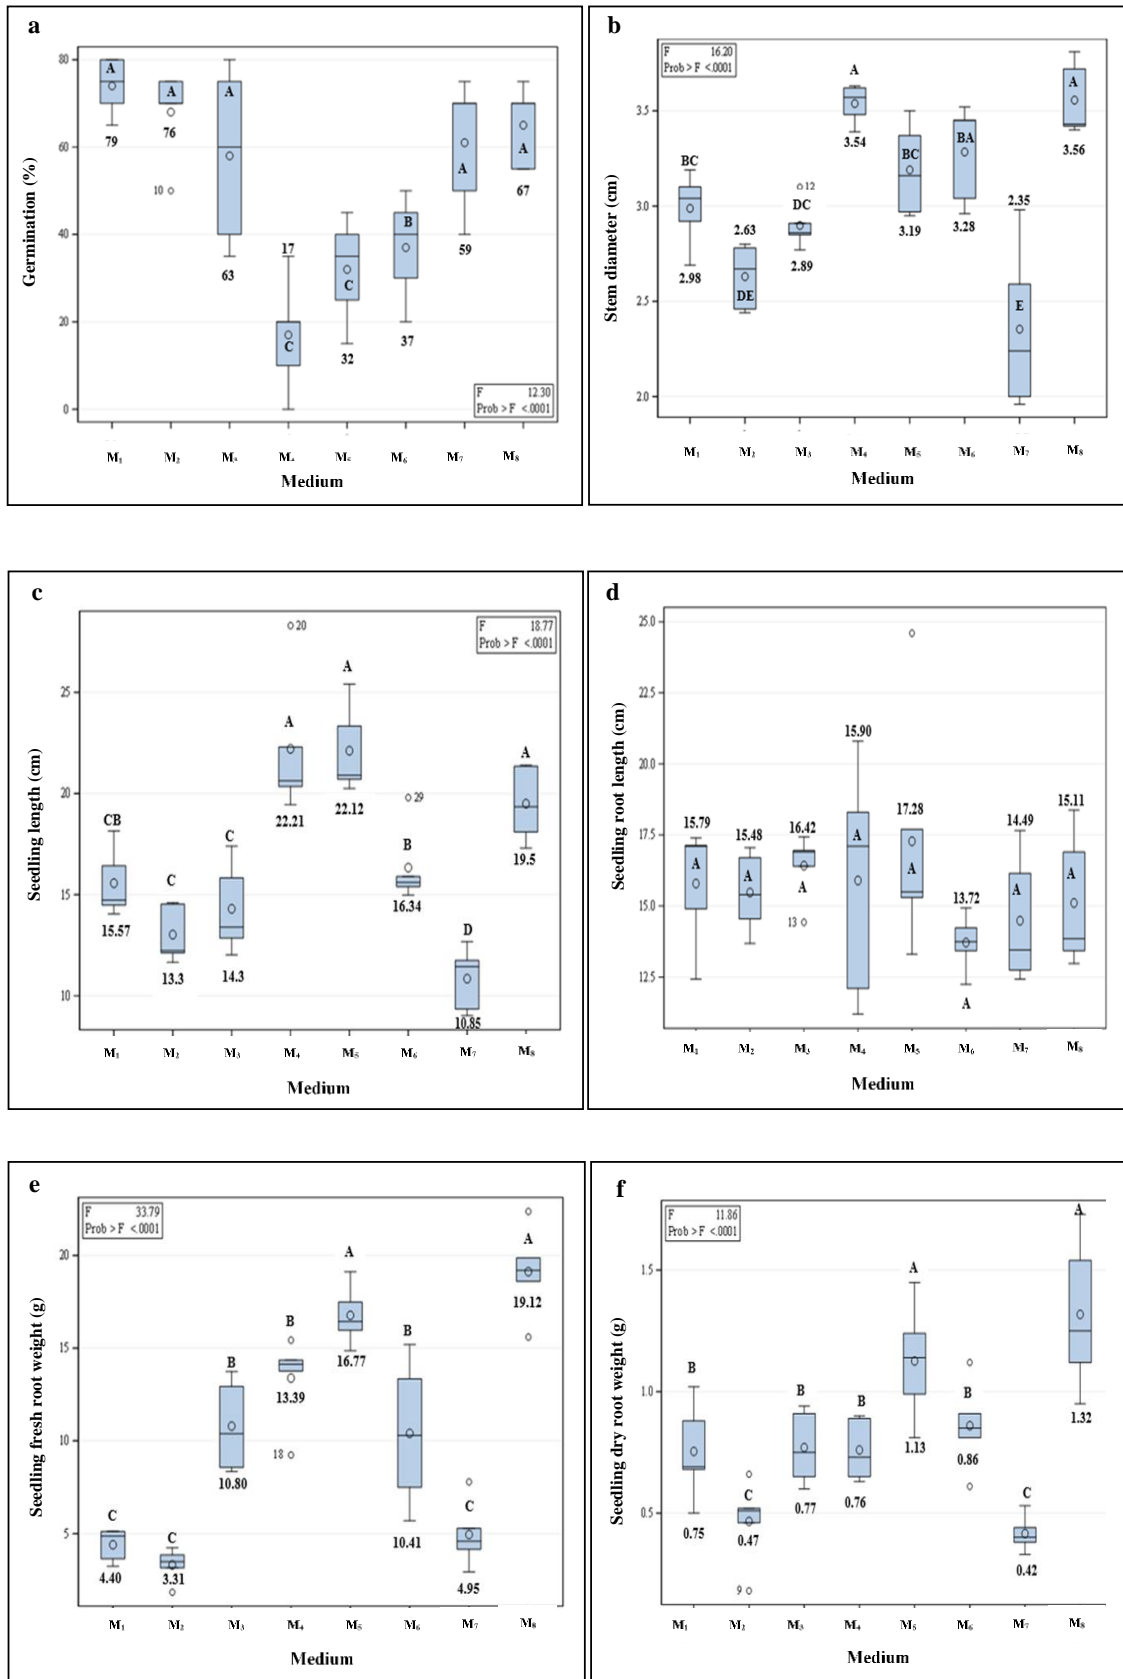 a
Germination (%)
80
60
40
20
0
A
79
A
76
10
A
63
17
C
C
32
B
37
A
59
A
67
F 12.30
Prob > F <.0001
M₁ M₂ M₄ M₆ M₇ M₈
Medium
b
Stem diameter (cm)
F 16.20
Prob > F <.0001
3.5
3.0
2.5
2.0
BC
2.98
2.63
DE
12
DC
2.89
A
3.54
BC
3.19
BA
3.28
2.35
E
A
3.56
M₁ M₂ M₃ M₄ M₅ M₆ M₇ M₈
Medium
c
Seedling length (cm)
F 18.77
Prob > F <.0001
25
20
15
10
CB
15.57
C
13.3
C
14.3
20
A
22.21
A
22.12
29
B
16.34
D
10.85
A
19.5
M₁ M₂ M₃ M₄ M₅ M₆ M₇ M₈
Medium
d
Seedling root length (cm)
25.0
22.5
20.0
17.5
15.0
12.5
15.79
A
15.48
A
16.42
A
13
15.90
A
17.28
A
13.72
A
14.49
A
15.11
A
M₁ M₂ M₃ M₄ M₅ M₆ M₇ M₈
Medium
e
Seedling fresh root weight (g)
F 33.79
Prob > F <.0001
20
15
10
5
C
4.40
C
3.31
B
10.80
B
13.39
18
A
16.77
B
10.41
C
4.95
A
19.12
M₁ M₂ M₃ M₄ M₅ M₆ M₇ M₈
Medium
f
Seedling dry root weight (g)
F 11.86
Prob > F <.0001
1.5
1.0
0.5
B
0.75
C
0.47
9
B
0.77
B
0.76
A
1.13
B
0.86
C
0.42
A
1.32
M₁ M₂ M₃ M₄ M₅ M₆ M₇ M₈
Medium